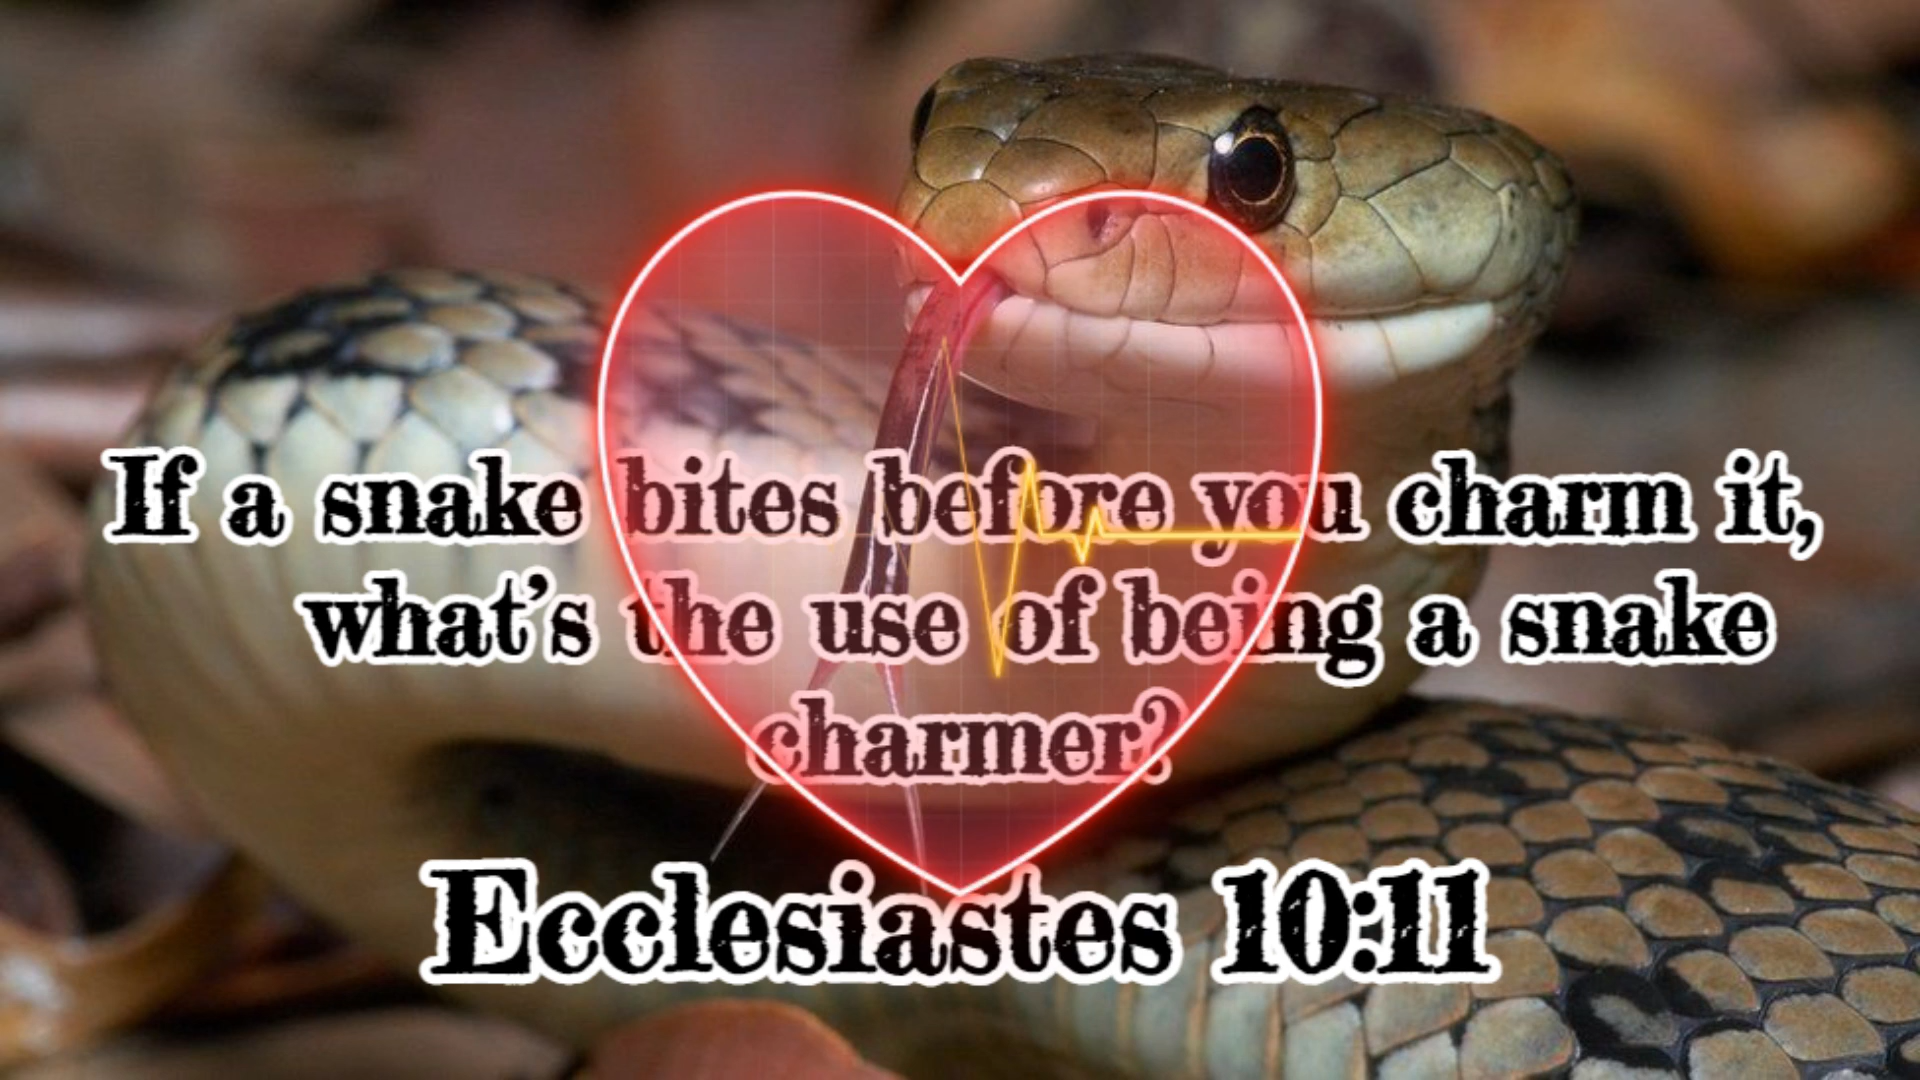 If a snake bites before you charm it,
what's the use of being a snake
charmer?
Ecclesiastes 10:11